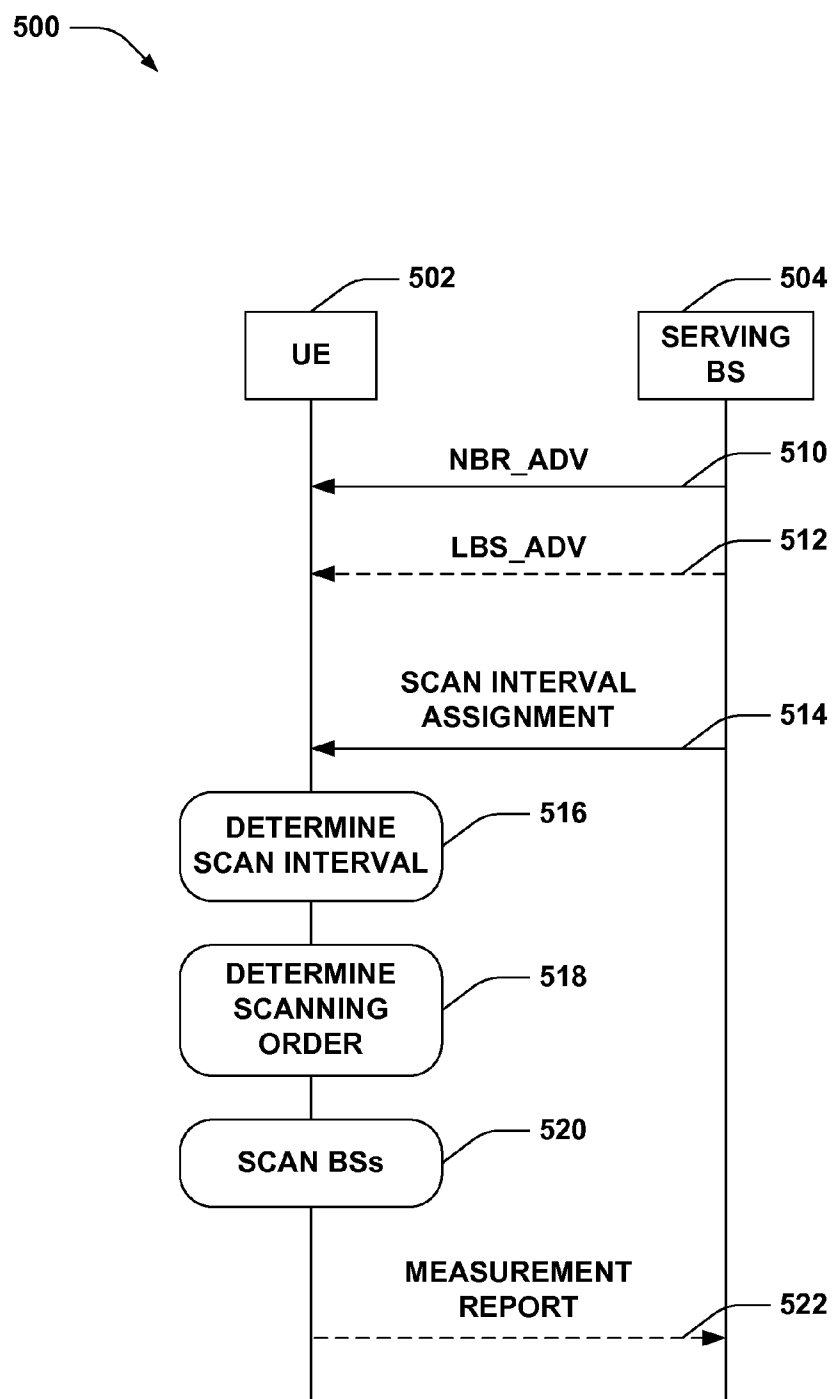 500
502
504
UE
SERVING
BS
NBR_ADV
510
LBS_ADV
512
SCAN INTERVAL
ASSIGNMENT
514
DETERMINE
SCAN INTERVAL
516
DETERMINE
SCANNING
ORDER
518
SCAN BSs
520
MEASUREMENT
REPORT
522